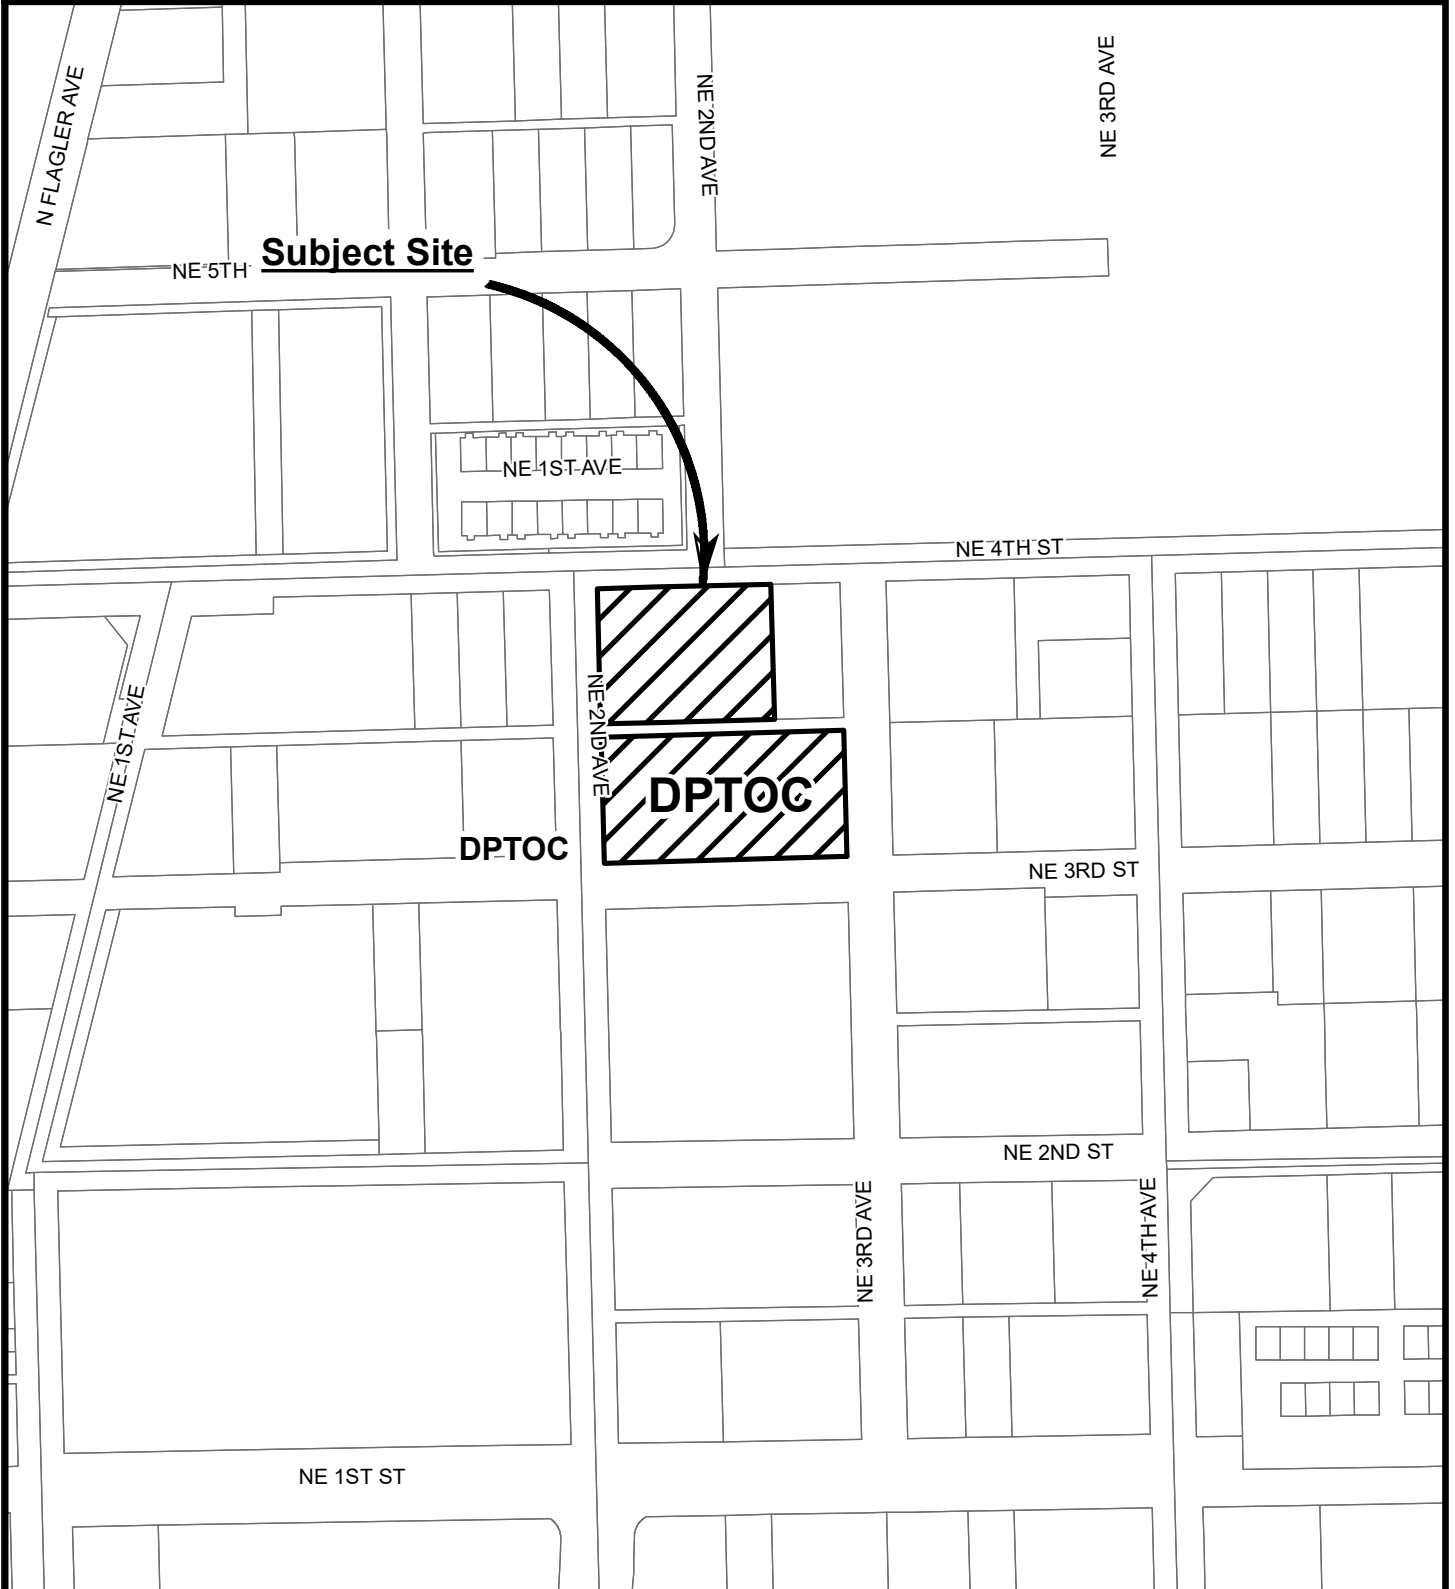 NE 3RD AVE
N FLAGLER AVE
NE 2ND AVE
Subject Site
NE 5TH
NE 1ST AVE
NE 4TH ST
NE 2ND AVE
NE 1ST AVE
DPTOC
DPTOC
NE 3RD ST
NE 2ND ST
NE 3RD AVE
NE 4TH AVE
NE 1ST ST